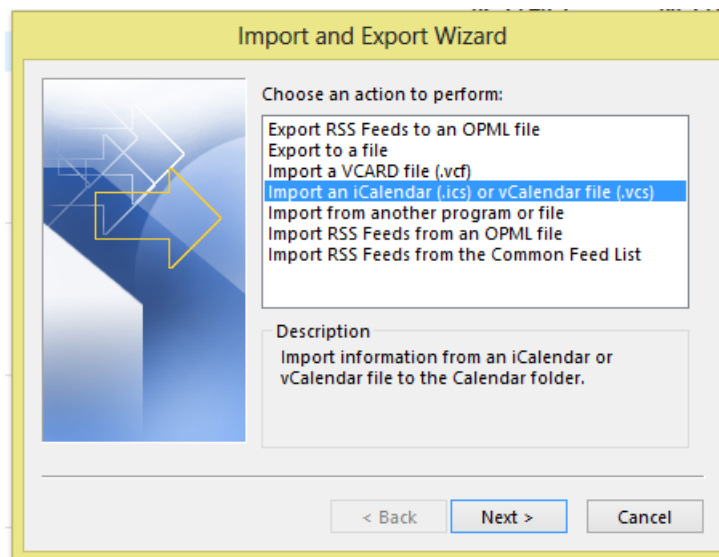 Import and Export Wizard
Choose an action to perform:
Export RSS Feeds to an OPML file
Export to a file
Import a VCARD file (.vcf)
Import an iCalendar (.ics) or vCalendar file (.vcs)
Import from another program or file
Import RSS Feeds from an OPML file
Import RSS Feeds from the Common Feed List
Description
Import information from an iCalendar or
vCalendar file to the Calendar folder.
< Back
Next >
Cancel